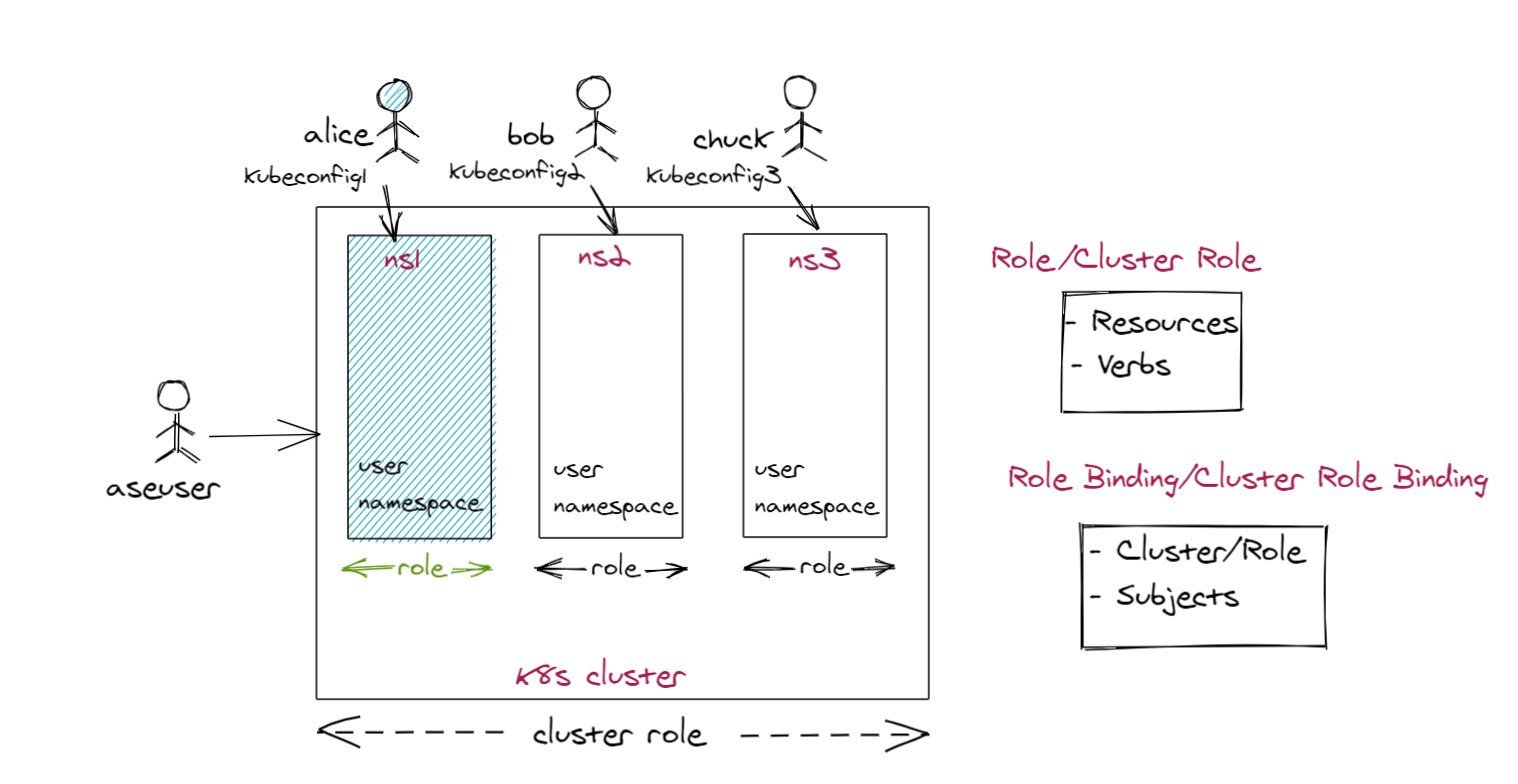 alice
bob
chuck
kubeconfig1
kubeconfig2
kubeconfig3
ns1
ns2
ns3
user
namespace
user
namespace
user
namespace
role
role
role
aseuser
K8s cluster
cluster role
Role/Cluster Role
- Resources
- Verbs
Role Binding/Cluster Role Binding
- Cluster/Role
- Subjects